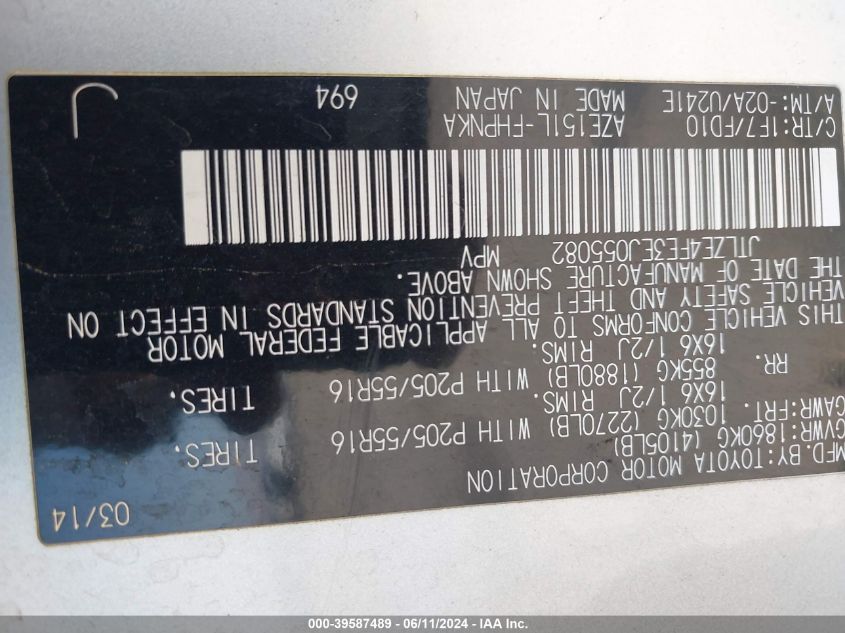 MFD.BY:TOYOTA MOTOR CORPORATION 03/14
GVWR:1860KG (4105LB)
GAWR:FRT. 1030KG (2270LB) WITH P205/55R16 TIRES.
16X6 1/2J RIMS.
RR. 855KG (1880LB) WITH P205/55R16 TIRES.
16X6 1/2J RIMS.
THIS VEHICLE CONFORMS TO ALL APPLICABLE FEDERAL MOTOR
VEHICLE SAFETY AND THEFT PREVENTION STANDARDS IN EFFECT ON
THE DATE OF MANUFACTURE SHOWN ABOVE.
JTLZE4FE3EJ055082 MPV
C/TR:1F7/FD10 AZE151L-FHPNKA
A/TM:-02A/U241E MADE IN JAPAN 694 J
000-39587489 - 06/11/2024 - IAA Inc.